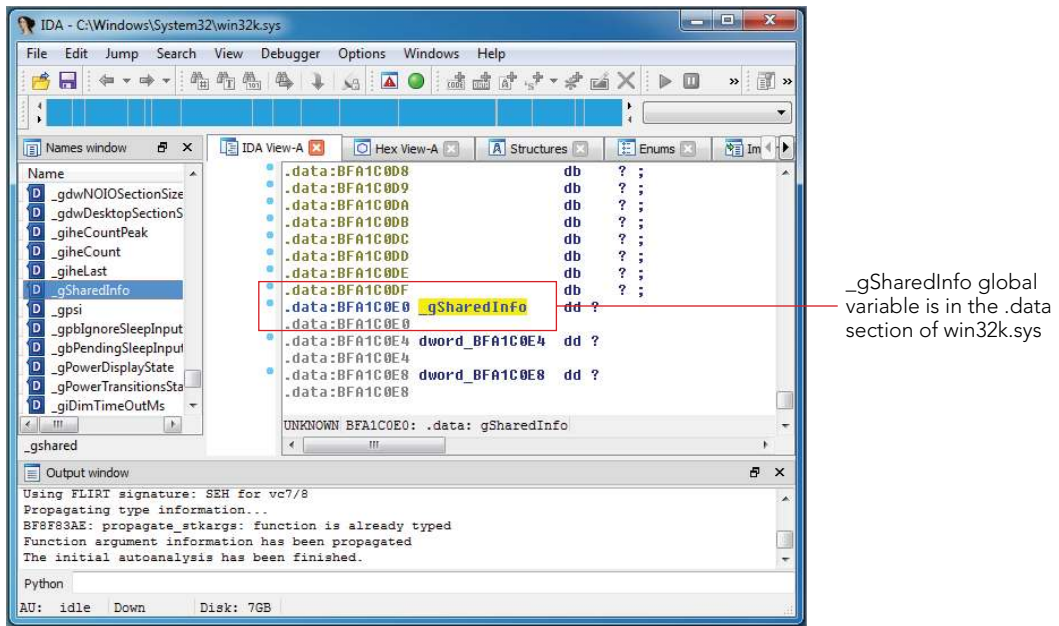 IDA - C:\Windows\System32\win32k.sys
File Edit Jump Search View Debugger Options Windows Help
Names window
IDA View-A
Hex View-A
Structures
Enums
Im
Name
_gdwNOIOSectionSize
_gdwDesktopSectionS
_giheCountPeak
_giheCount
_giheLast
_gSharedInfo
_gpsi
_gpbIgnoreSleepInput
_gbPendingSleepInput
_gPowerDisplayState
_gPowerTransitionsSta
_giDimTimeOutMs
_gshared
.data:BFA1C0D8 db ? ;
.data:BFA1C0D9 db ? ;
.data:BFA1C0DA db ? ;
.data:BFA1C0DB db ? ;
.data:BFA1C0DC db ? ;
.data:BFA1C0DD db ? ;
.data:BFA1C0DE db ? ;
.data:BFA1C0DF db ? ;
.data:BFA1C0E0 _gSharedInfo dd ?
.data:BFA1C0E0
.data:BFA1C0E4 dword_BFA1C0E4 dd ?
.data:BFA1C0E4
.data:BFA1C0E8 dword_BFA1C0E8 dd ?
.data:BFA1C0E8
UNKNOWN BFA1C0E0: .data: gSharedInfo
_gSharedInfo global
variable is in the .data
section of win32k.sys
Output window
Using FLIRT signature: SEH for vc7/8
Propagating type information...
BF8F83AE: propagate_stkargs: function is already typed
Function argument information has been propagated
The initial autoanalysis has been finished.
Python
AU: idle Down Disk: 7GB